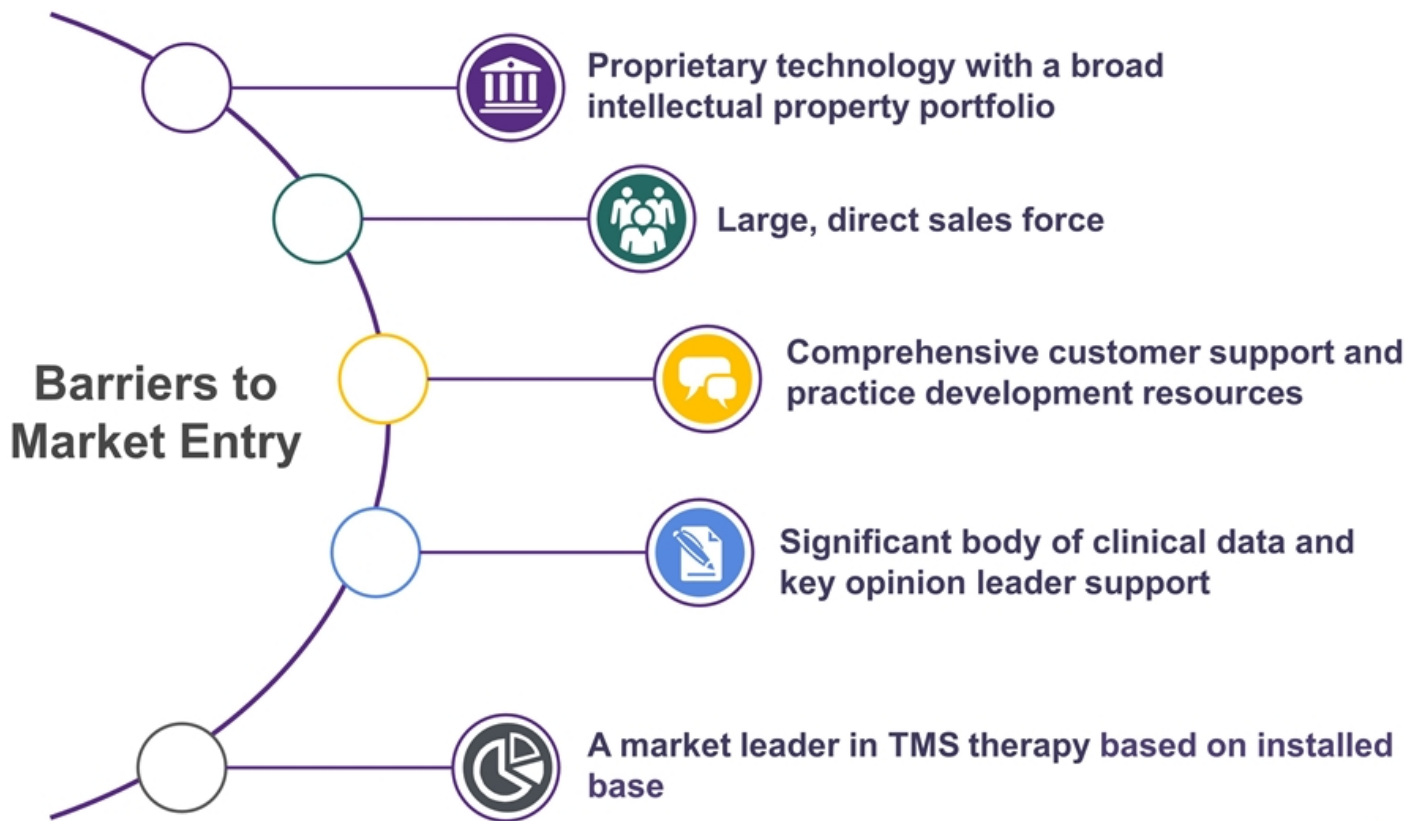 Proprietary technology with a broad
intellectual property portfolio
Large, direct sales force
Comprehensive customer support and
practice development resources
Barriers to
Market Entry
Significant body of clinical data and
key opinion leader support
A market leader in TMS therapy based on installed
base